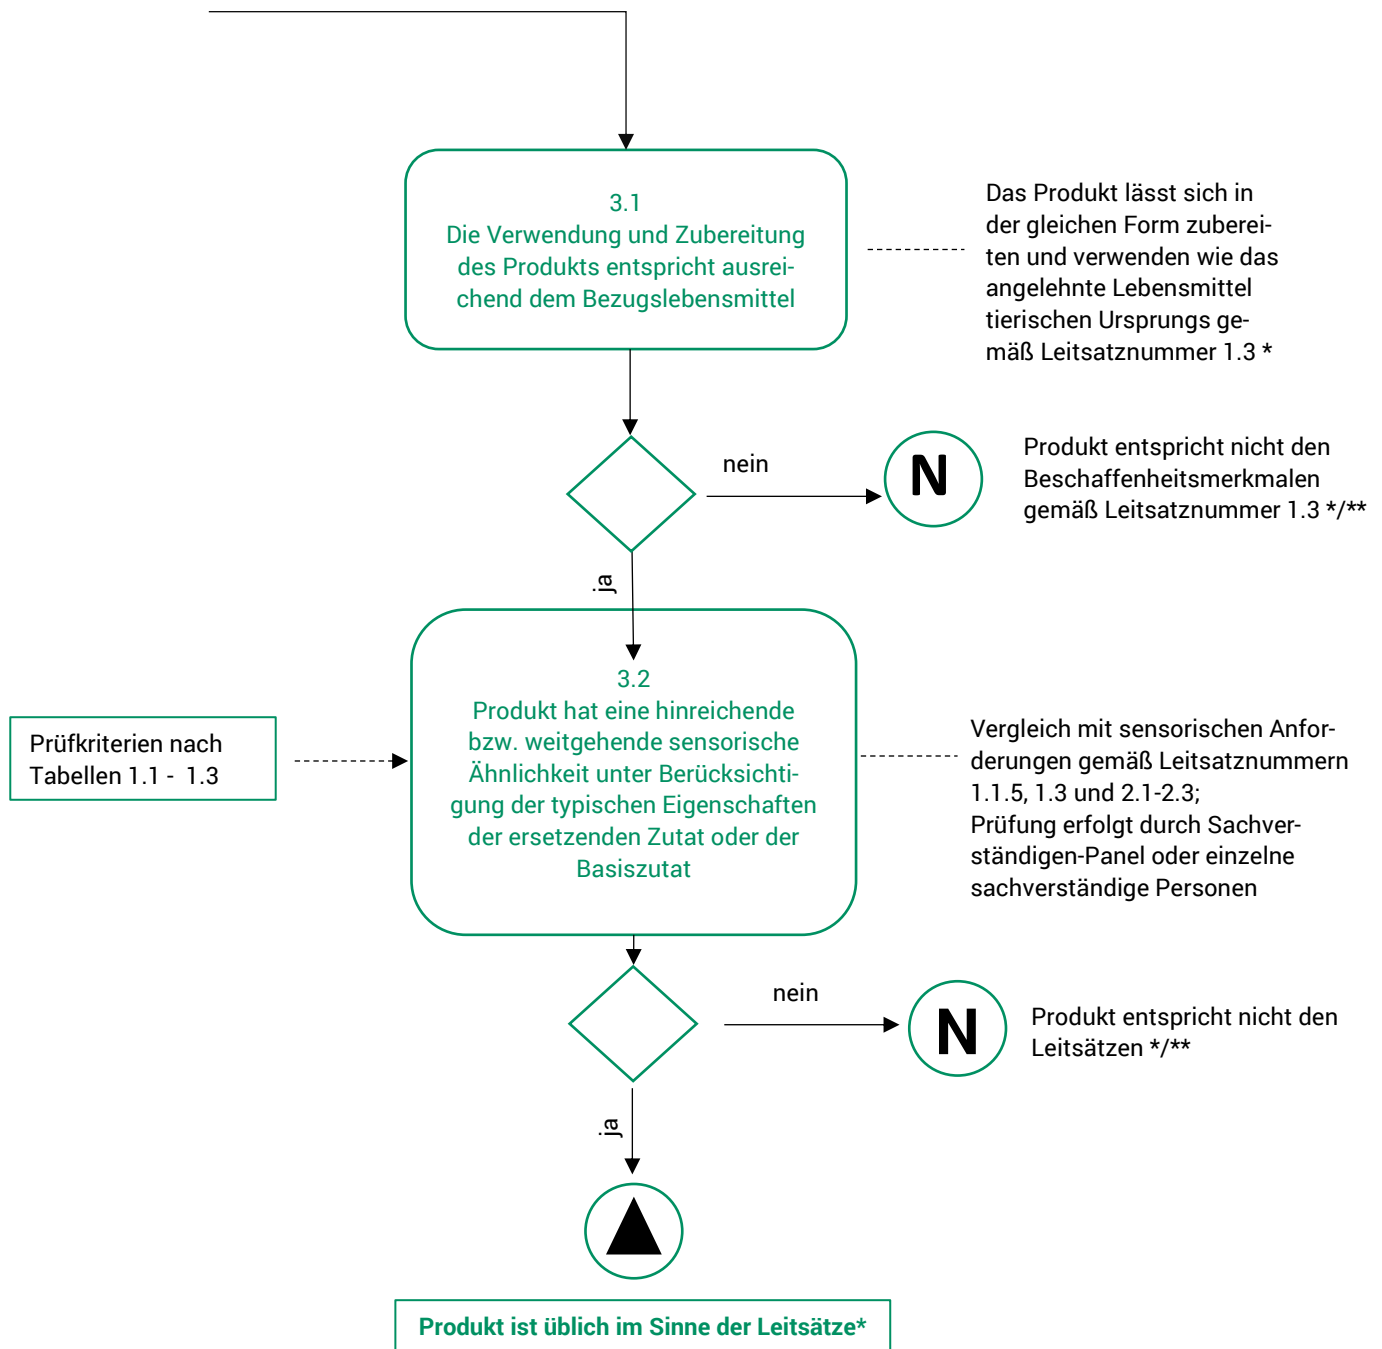 3.1
Die Verwendung und Zubereitung
des Produkts entspricht ausrei-
chend dem Bezugslebensmittel
Das Produkt lässt sich in
der gleichen Form zuberei-
ten und verwenden wie das
angelehnte Lebensmittel
tierischen Ursprungs ge-
mäß Leitsatznummer 1.3 *
nein
N
Produkt entspricht nicht den
Beschaffenheitsmerkmalen
gemäß Leitsatznummer 1.3 */**
ja
Prüfkriterien nach
Tabellen 1.1 - 1.3
3.2
Produkt hat eine hinreichende
bzw. weitgehende sensorische
Ähnlichkeit unter Berücksichti-
gung der typischen Eigenschaften
der ersetzenden Zutat oder der
Basiszutat
Vergleich mit sensorischen Anfor-
derungen gemäß Leitsatznummern
1.1.5, 1.3 und 2.1-2.3;
Prüfung erfolgt durch Sachver-
ständigen-Panel oder einzelne
sachverständige Personen
nein
N
Produkt entspricht nicht den
Leitsätzen */**
ja
Produkt ist üblich im Sinne der Leitsätze*